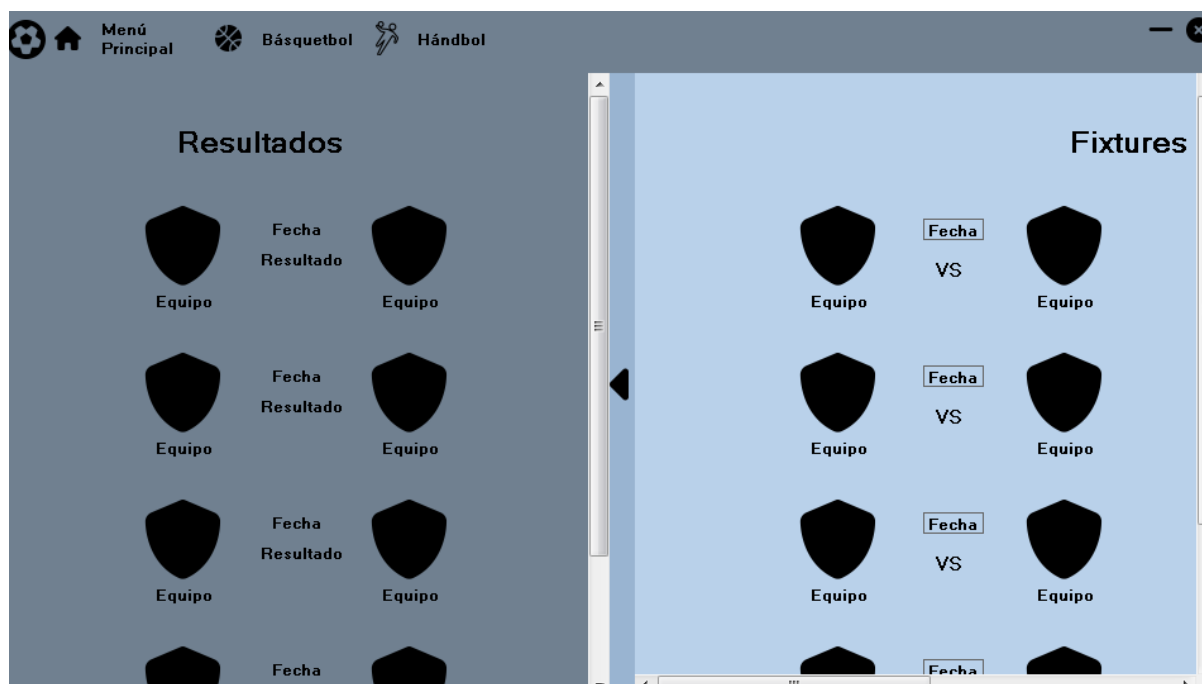 Menú
Principal
Básquetbol
Hándbol
Resultados
Fecha
Resultado
Equipo
Equipo
Fecha
Resultado
Equipo
Equipo
Fecha
Resultado
Equipo
Equipo
Fecha
Fixtures
Fecha
VS
Equipo
Equipo
Fecha
VS
Equipo
Equipo
Fecha
VS
Equipo
Equipo
Fecha